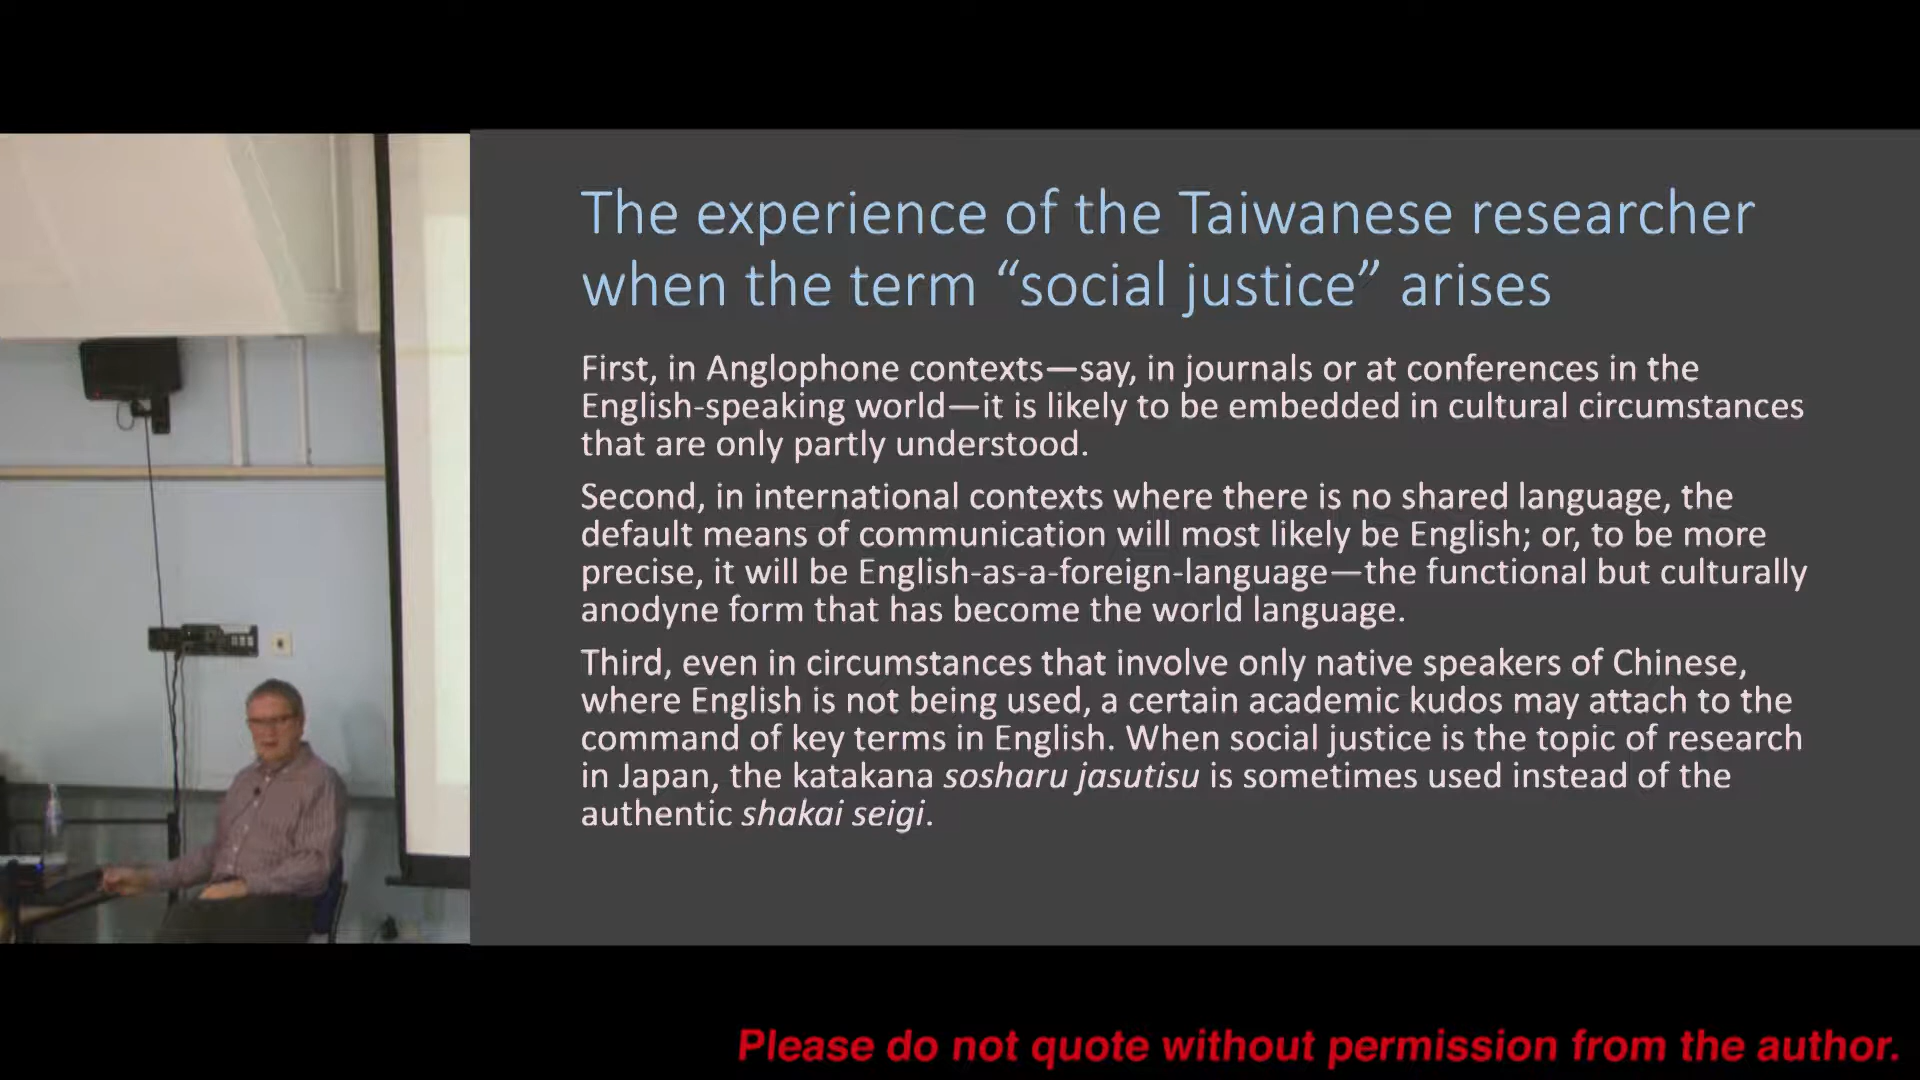 The experience of the Taiwanese researcher
when the term “social justice” arises
First, in Anglophone contexts—say, in journals or at conferences in the
English-speaking world—it is likely to be embedded in cultural circumstances
that are only partly understood.
Second, in international contexts where there is no shared language, the
default means of communication will most likely be English; or, to be more
precise, it will be English-as-a-foreign-language—the functional but culturally
anodyne form that has become the world language.
Third, even in circumstances that involve only native speakers of Chinese,
where English is not being used, a certain academic kudos may attach to the
command of key terms in English. When social justice is the topic of research
in Japan, the katakana sosharu jasutisu is sometimes used instead of the
authentic shakai seigi.
Please do not quote without permission from the author.